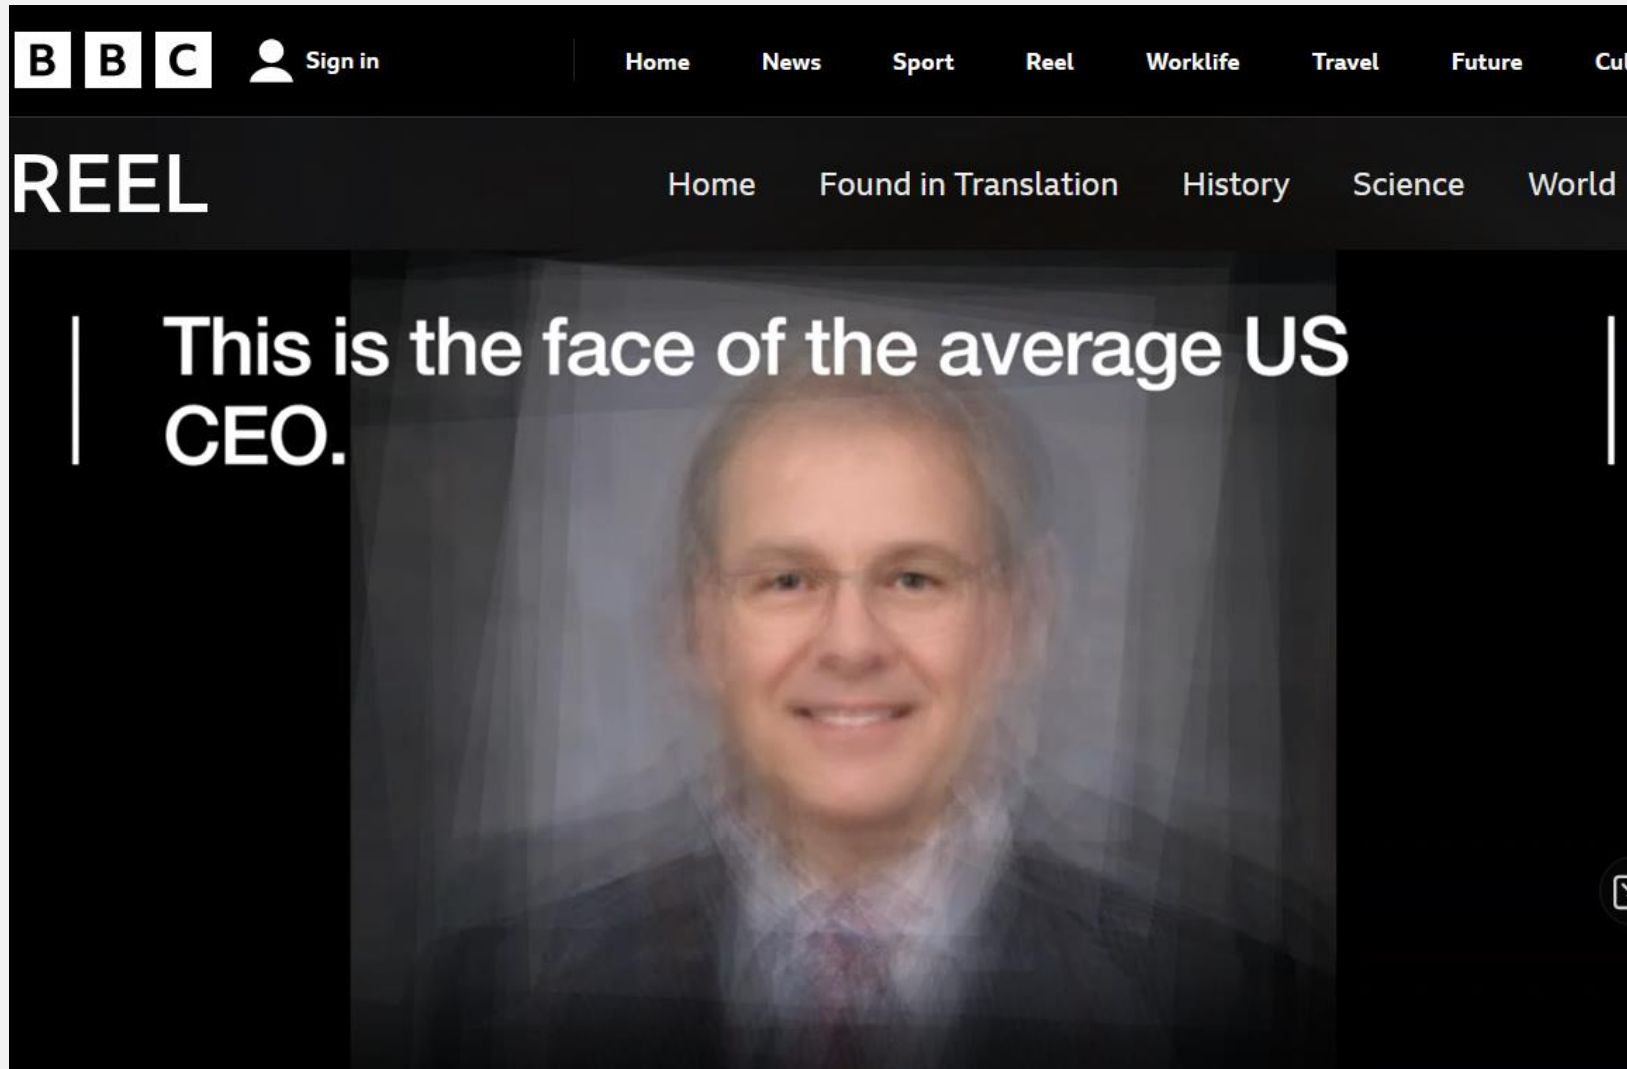 BBC Sign in Home News Sport Reel Worklife Travel Future
REEL Home Found in Translation History Science World
This is the face of the average US
CEO.